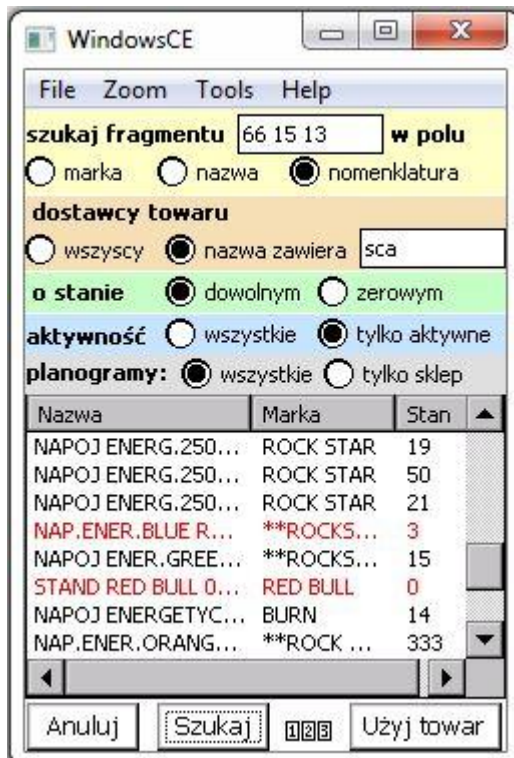 WindowsCE
File Zoom Tools Help
szukaj fragmentu 66 15 13 w polu
marka nazwa nomenklatura
dostawcy towaru
wszyscy nazwa zawiera sca
o stanie dowolnym zerowym
aktywność wszystkie tylko aktywne
planogramy: wszystkie tylko sklep
Nazwa Marka Stan
NAPOJ ENERG.250... ROCK STAR 19
NAPOJ ENERG.250... ROCK STAR 50
NAPOJ ENERG.250... ROCK STAR 21
NAP.ENER.BLUE R... **ROCKS... 3
NAPOJ ENER.GREE... **ROCKS... 15
STAND RED BULL 0... RED BULL 0
NAPOJ ENERGETYC... BURN 14
NAP.ENER.ORANG... **ROCK ... 333
Anuluj Szukaj 123 Użyj towar